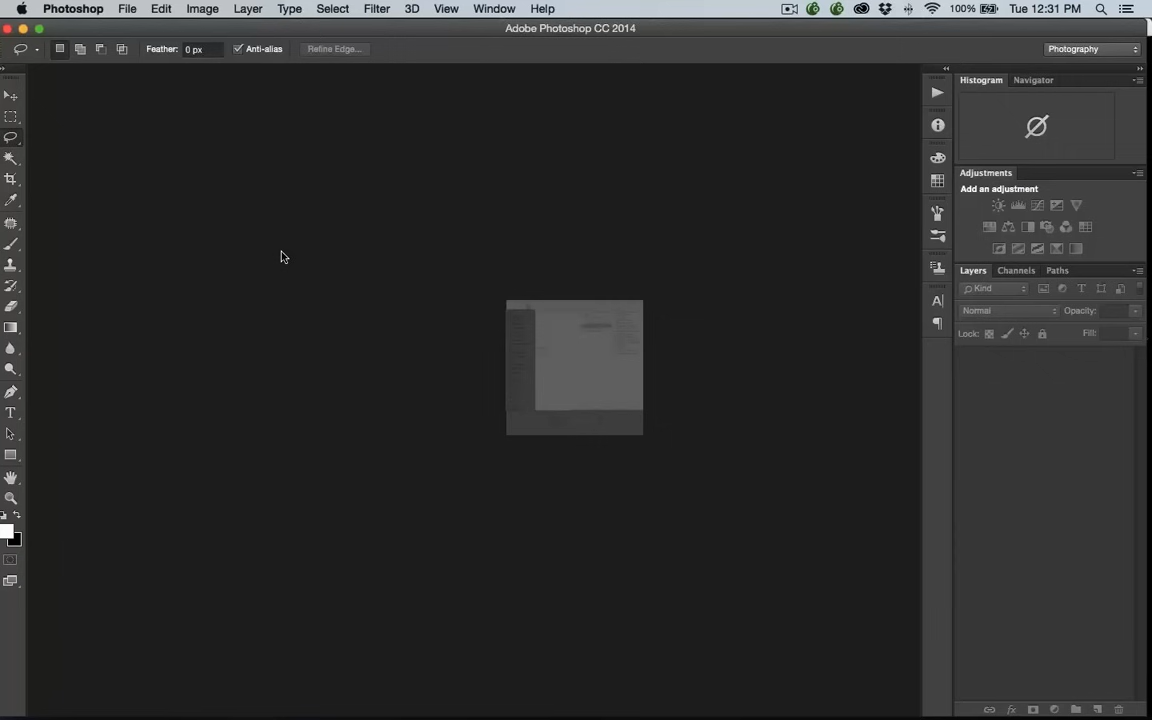 Photoshop File Edit Image Layer Type Select Filter 3D View Window Help 100% Tue 12:31 PM
Adobe Photoshop CC 2014
Feather: 0 px Anti-alias Refine Edge... Photography
Histogram Navigator
Adjustments
Add an adjustment
Layers Channels Paths
Kind
Normal Opacity:
Lock: Fill: